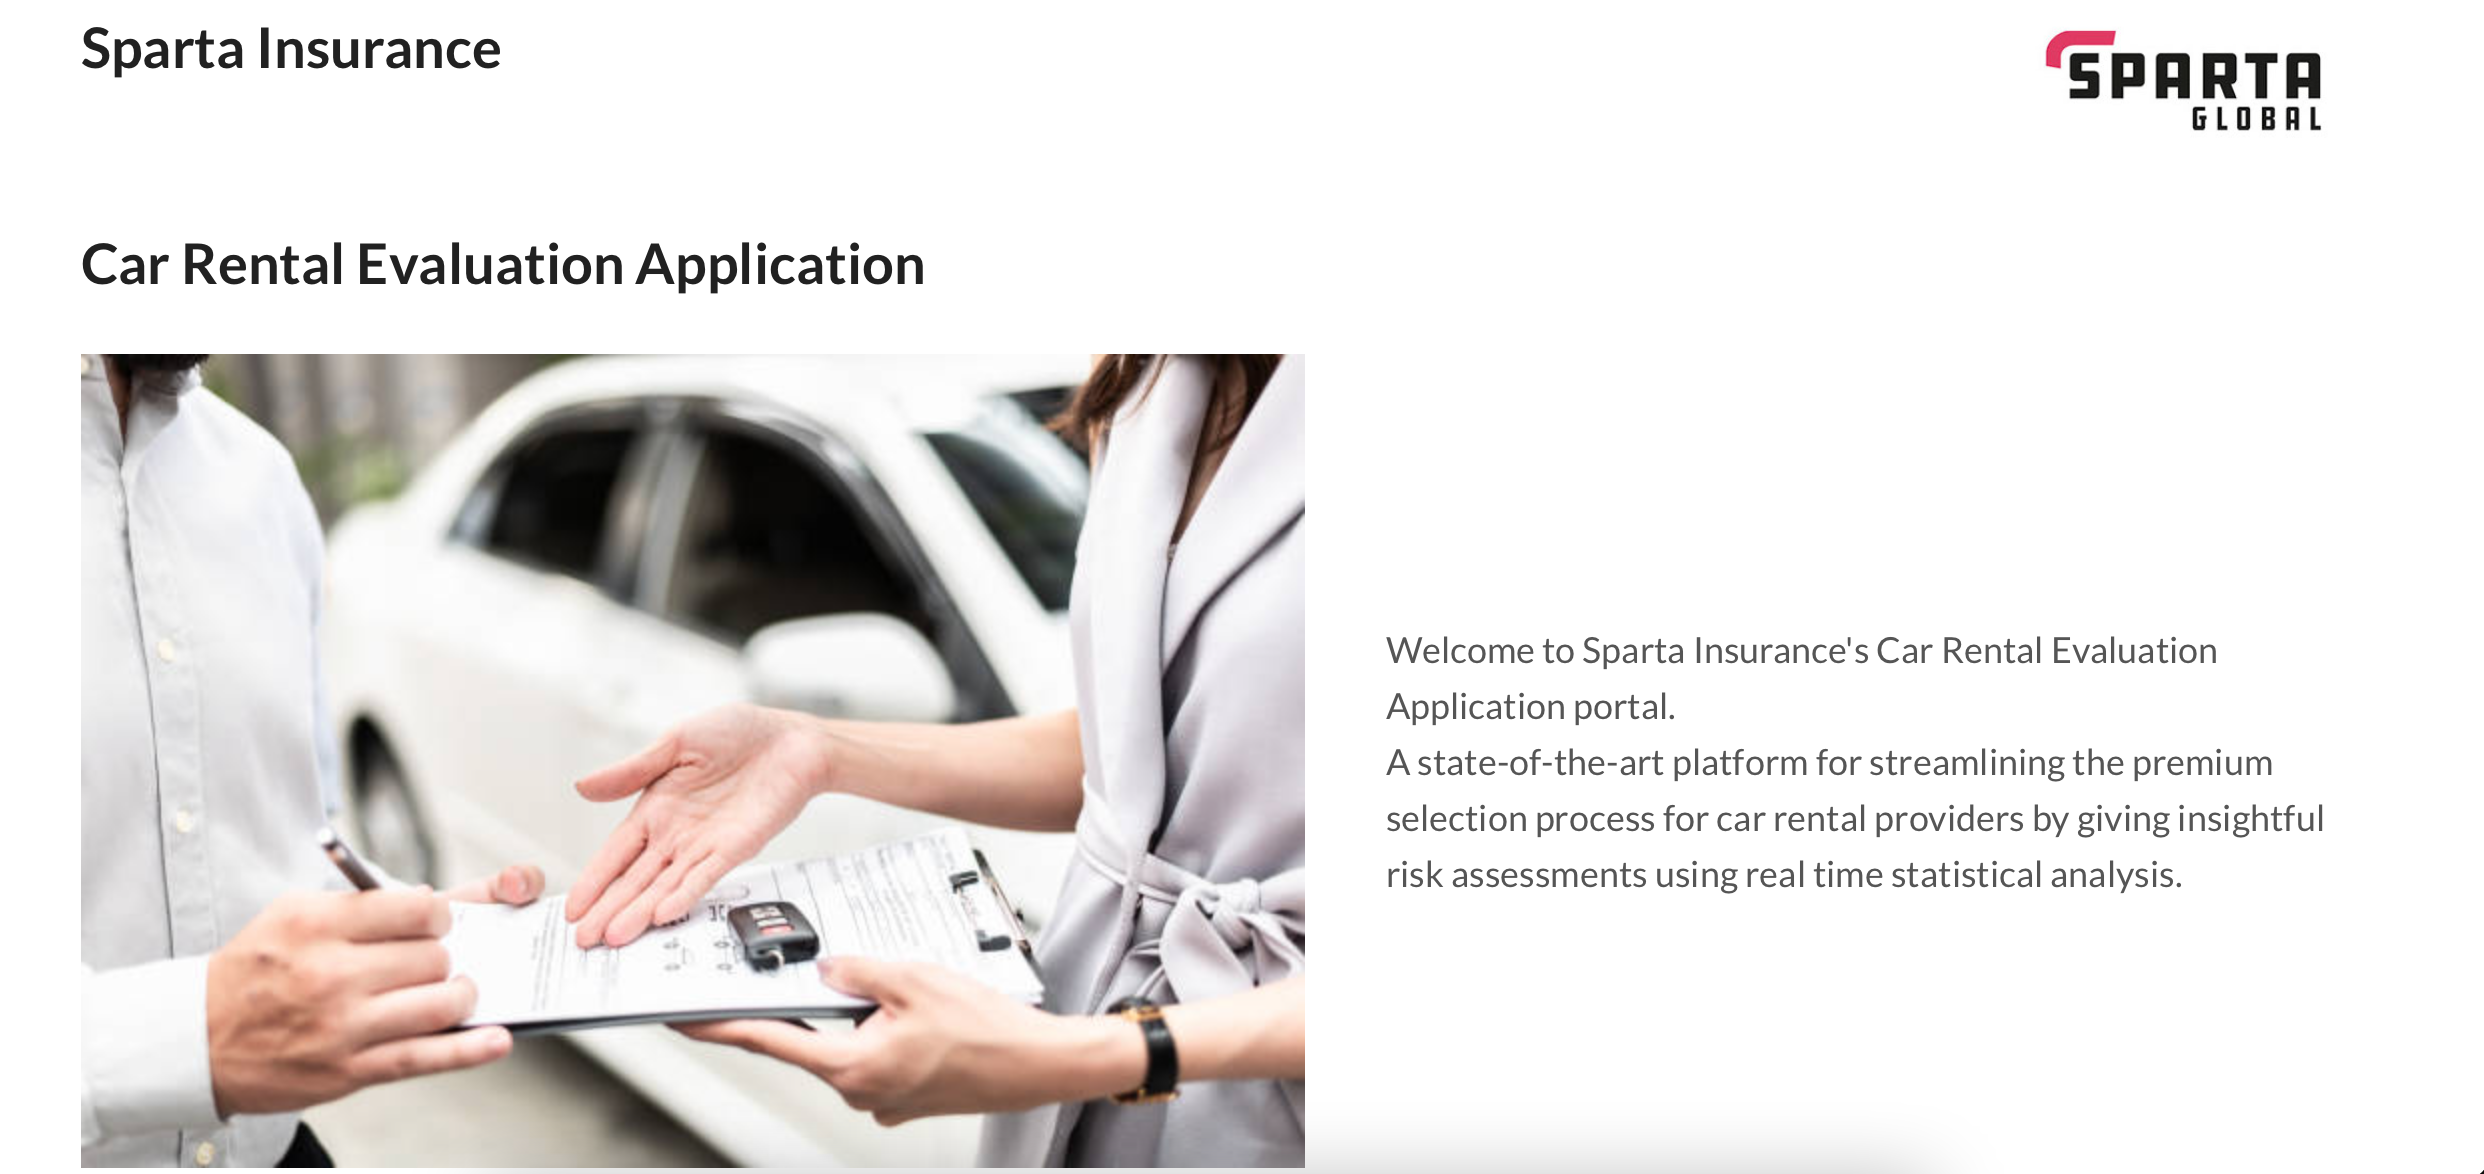 Sparta Insurance
SPARTA
GLOBAL
Car Rental Evaluation Application
Welcome to Sparta Insurance's Car Rental Evaluation
Application portal.
A state-of-the-art platform for streamlining the premium
selection process for car rental providers by giving insightful
risk assessments using real time statistical analysis.